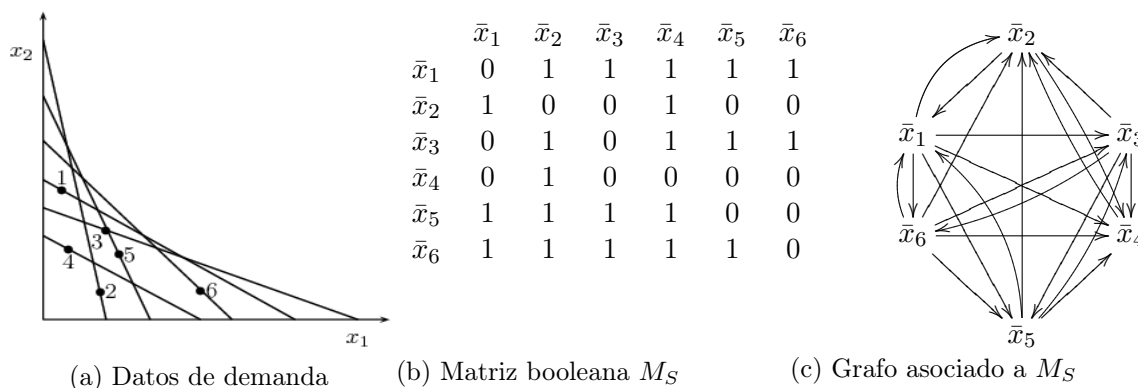 x₂
1
3
5
4
2
6
x₁
(a) Datos de demanda
x̄₁ x̄₂ x̄₃ x̄₄ x̄₅ x̄₆
x̄₁ 0 1 1 1 1 1
x̄₂ 1 0 0 1 0 0
x̄₃ 0 1 0 1 1 1
x̄₄ 0 1 0 0 0 0
x̄₅ 1 1 1 1 0 0
x̄₆ 1 1 1 1 1 0
(b) Matriz booleana M_S
x̄₂
x̄₁ x̄₃
x̄₆ x̄₄
x̄₅
(c) Grafo asociado a M_S